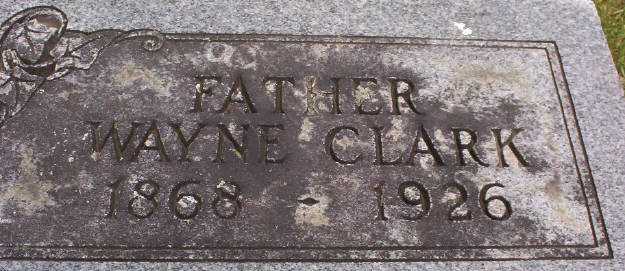 FATHER
WAYNE CLARK
1868 - 1926